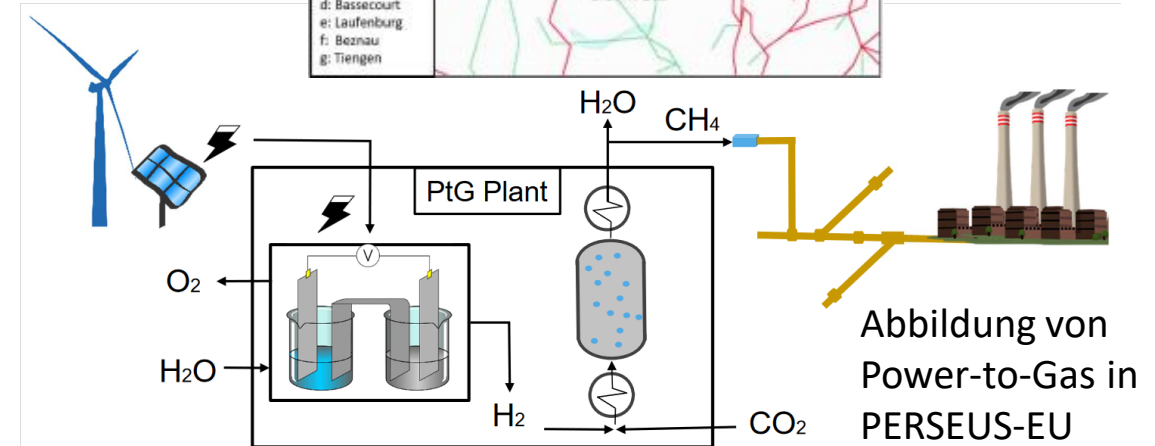 d: Bassecourt
e: Laufenburg
f: Beznau
g: Tiengen
H2O
CH4
PtG Plant
V
O2
H2O
H2
CO2
Abbildung von
Power-to-Gas in
PERSEUS-EU